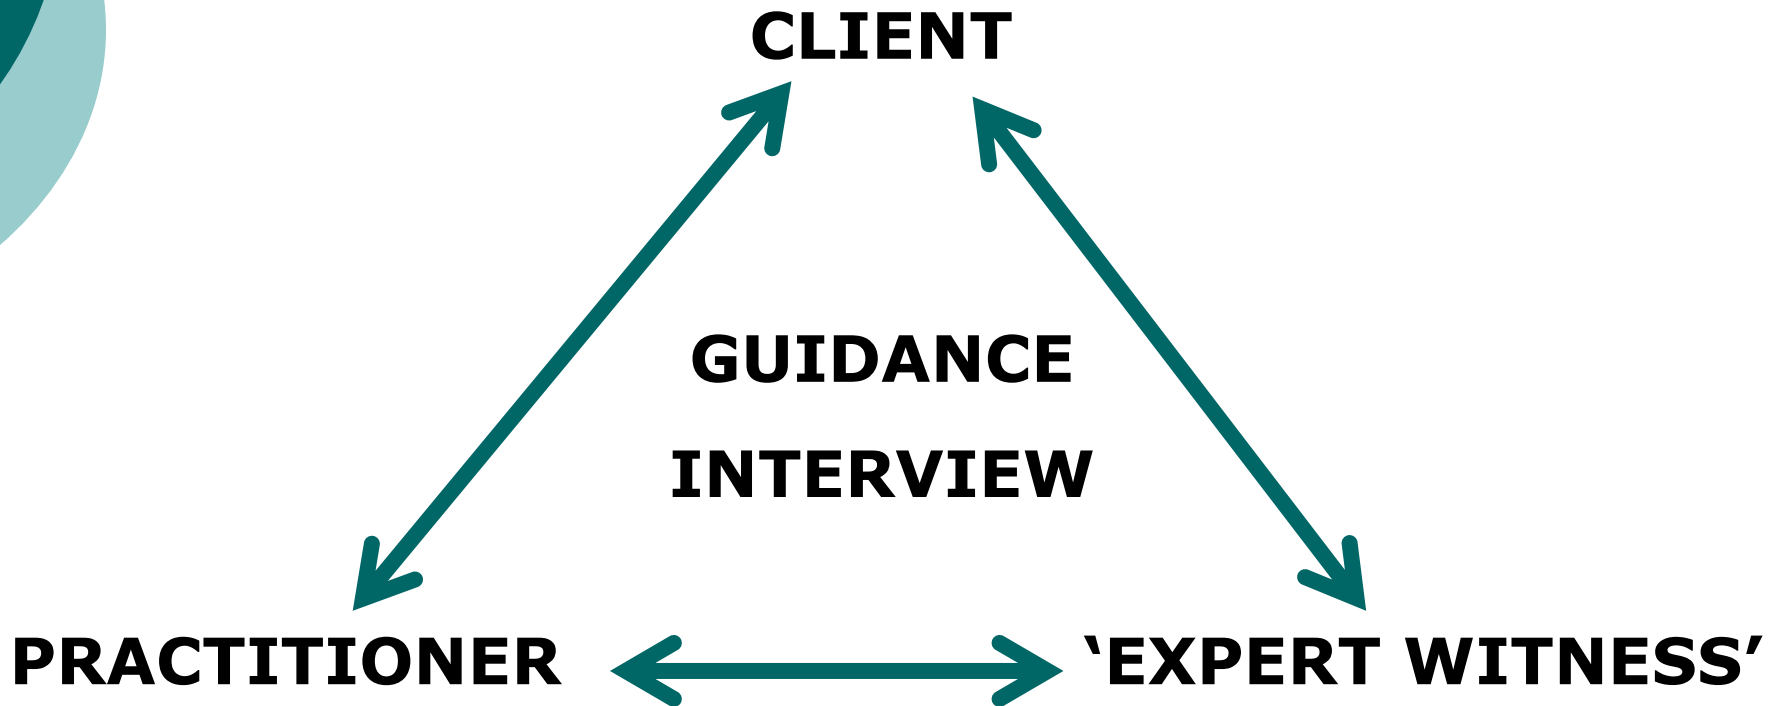 CLIENT
GUIDANCE
INTERVIEW
PRACTITIONER
‘EXPERT WITNESS’